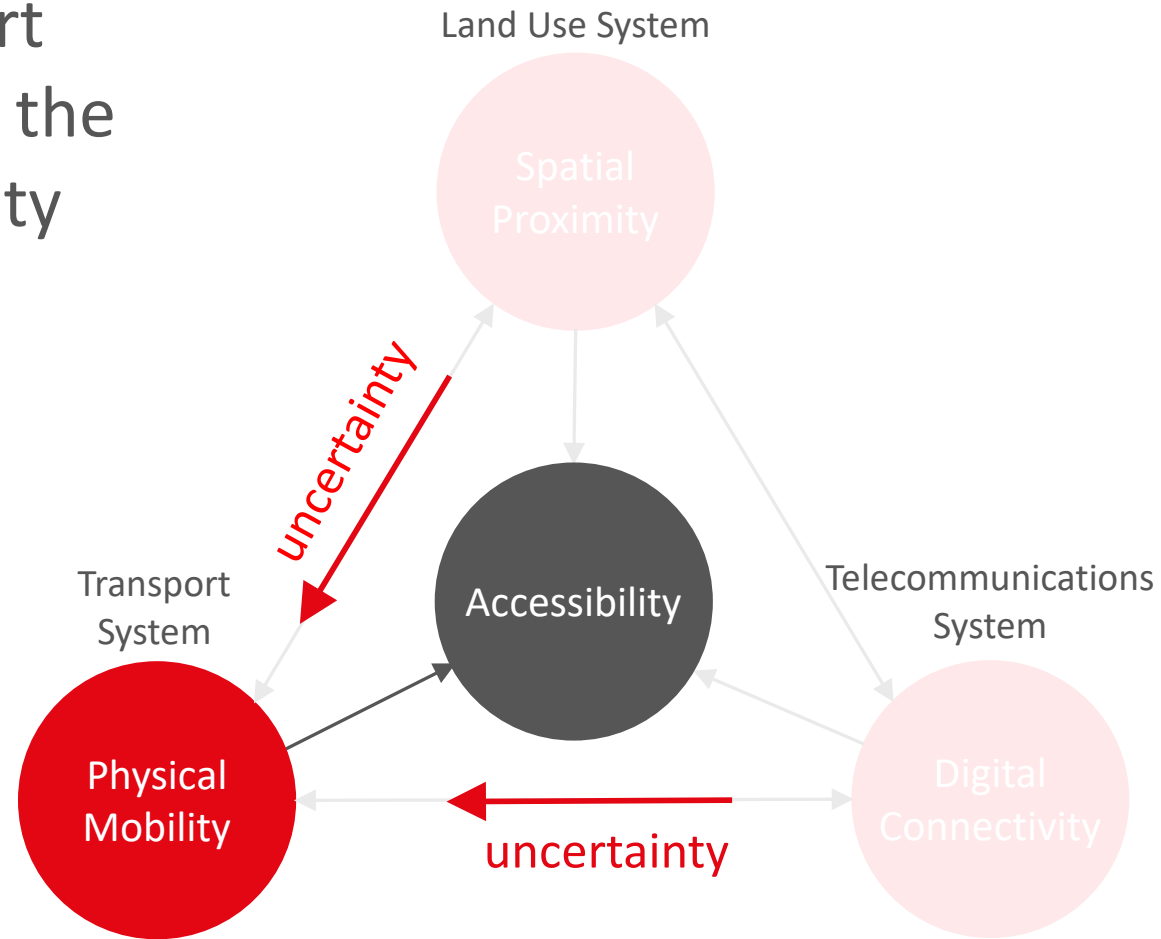 rt
the
ty
Land Use System
Spatial
Proximity
uncertainty
Accessibility
Transport
System
Telecommunications
System
Physical
Mobility
Digital
Connectivity
uncertainty